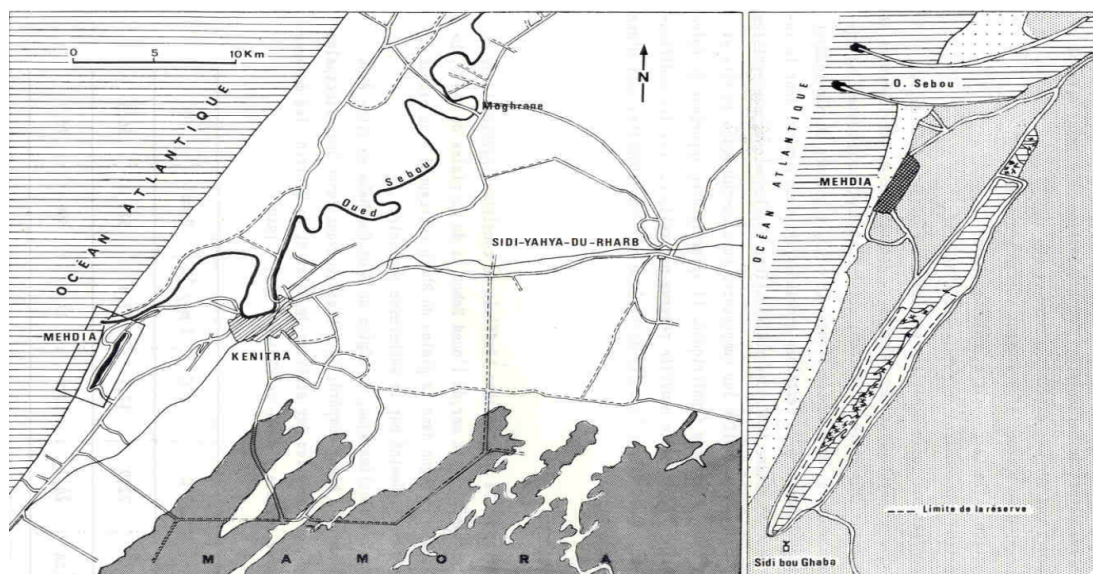 0 5 10 Km
N
OCÉAN ATLANTIQUE
Maghrane
Oued Sebou
SIDI-YAHYA-DU-RHARB
MEHDIA
KENITRA
MAMORA
O. Sebou
OCÉAN ATLANTIQUE
MEHDIA
Limite de la réserve
Sidi bou Ghaba